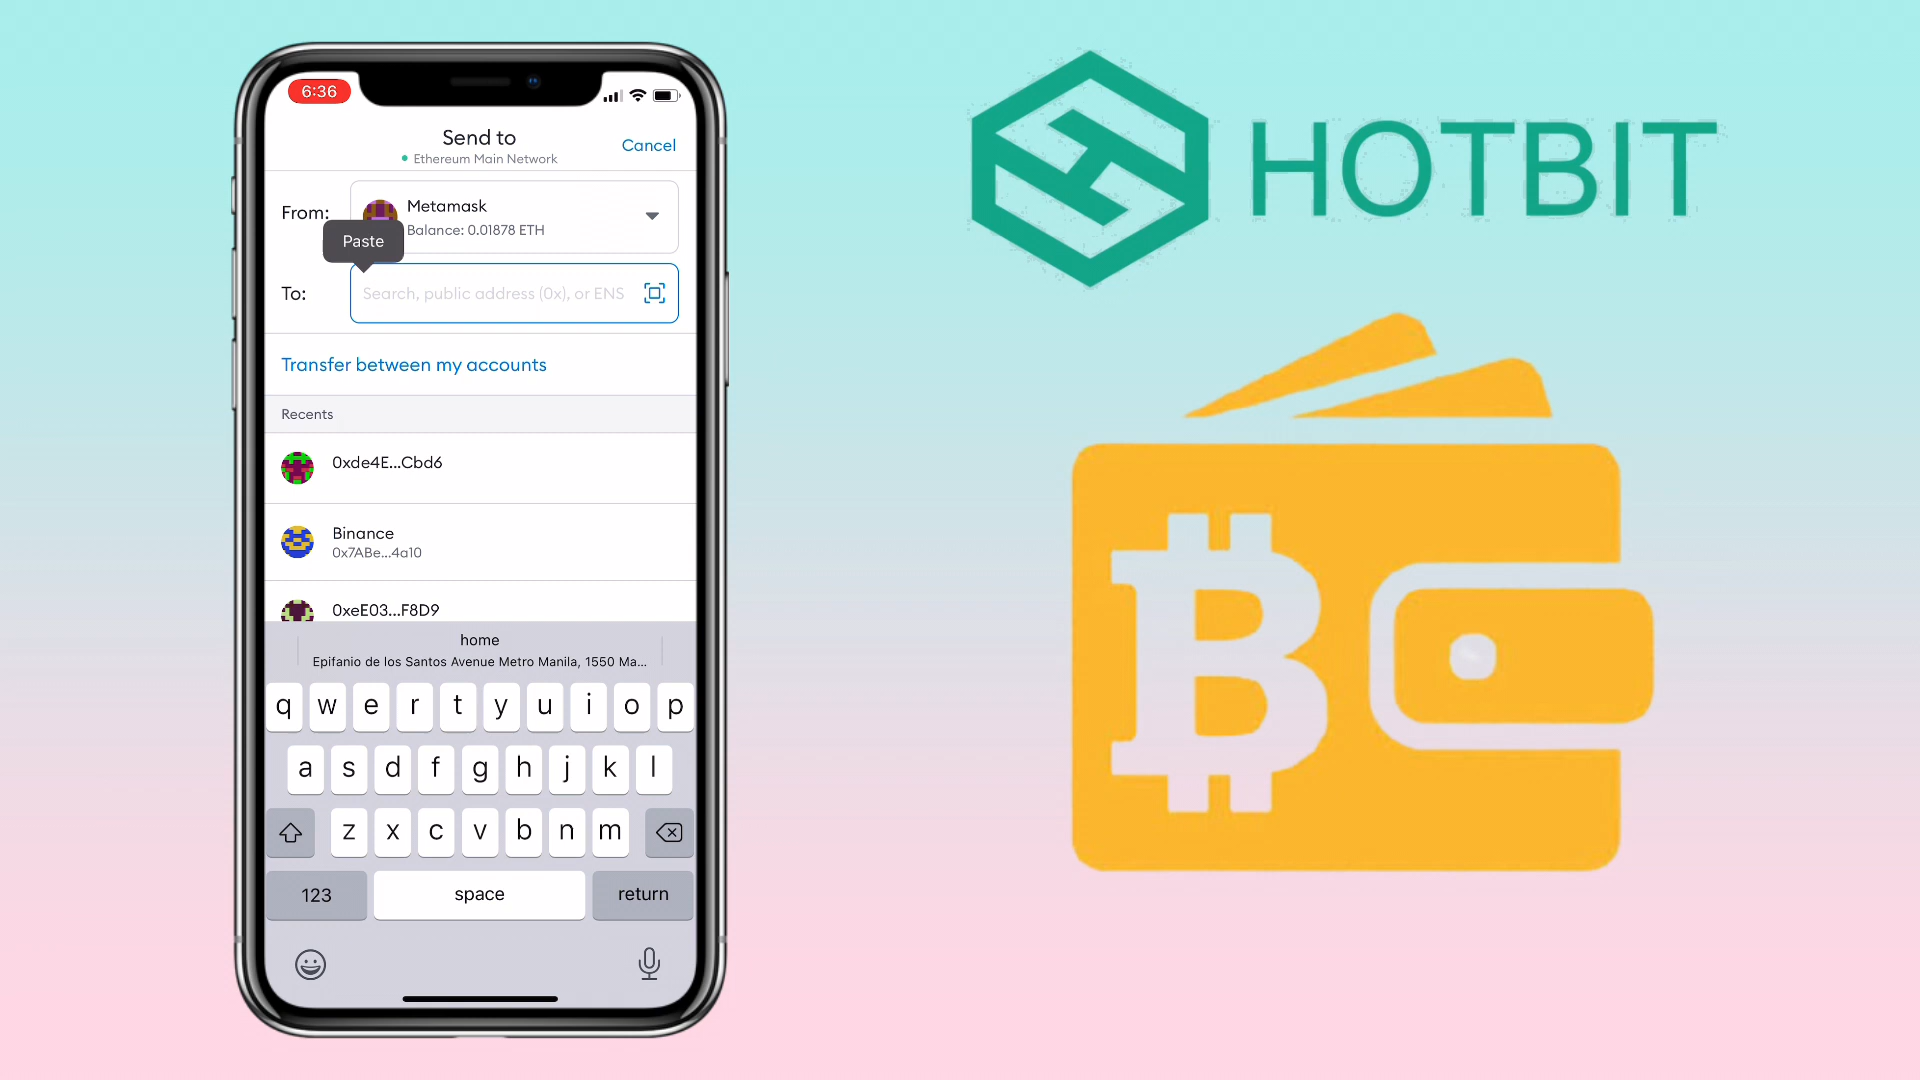 6:36
Send to
Ethereum Main Network
Cancel
From:
Metamask
Balance: 0.01878 ETH
Paste
To:
Search, public address (0x), or ENS
Transfer between my accounts
Recents
0xde4E...Cbd6
Binance
0x7ABe...4a10
0xeE03...F8D9
home
Epifanio de los Santos Avenue Metro Manila, 1550 Ma...
q w e r t y u i o p
a s d f g h j k l
z x c v b n m
123 space return
HOTBIT